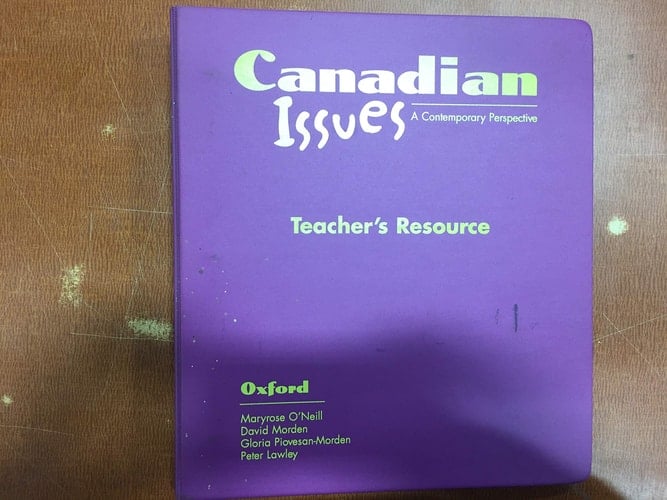 Canadian
Issues
A Contemporary Perspective
Teacher's Resource
Oxford
Maryrose O'Neill
David Morden
Gloria Piovesan-Morden
Peter Lawley